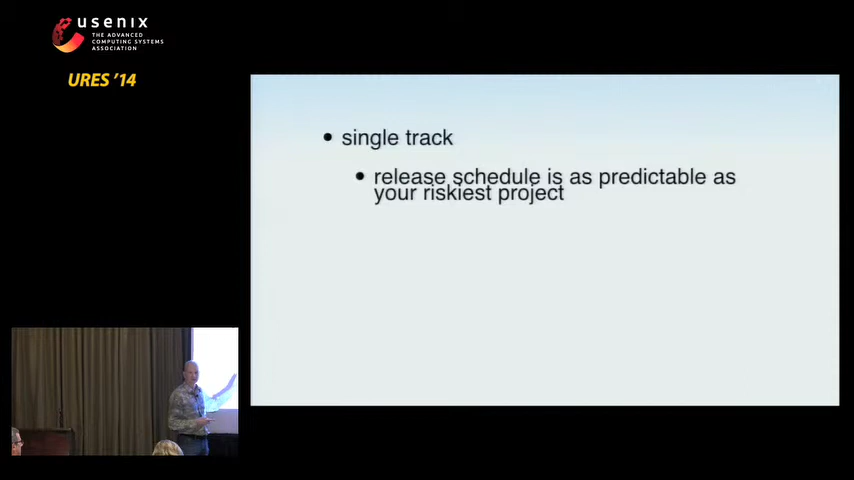 usenix
THE ADVANCED
COMPUTING SYSTEMS
ASSOCIATION
URES '14
• single track
• release schedule is as predictable as
your riskiest project